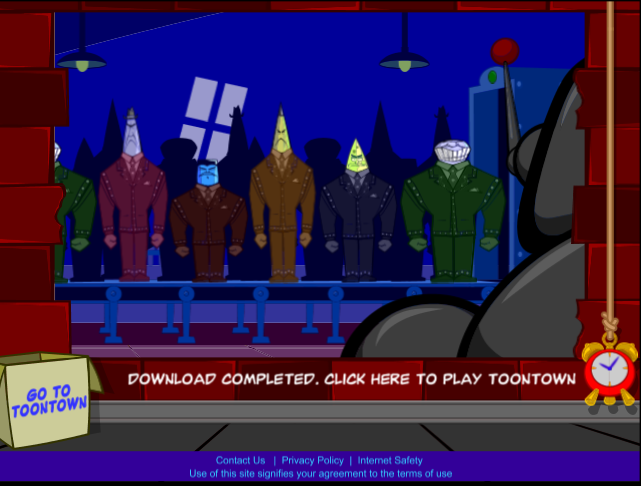 DOWNLOAD COMPLETED. CLICK HERE TO PLAY TOONTOWN
GO TO
TOONTOWN
Contact Us | Privacy Policy | Internet Safety
Use of this site signifies your agreement to the terms of use